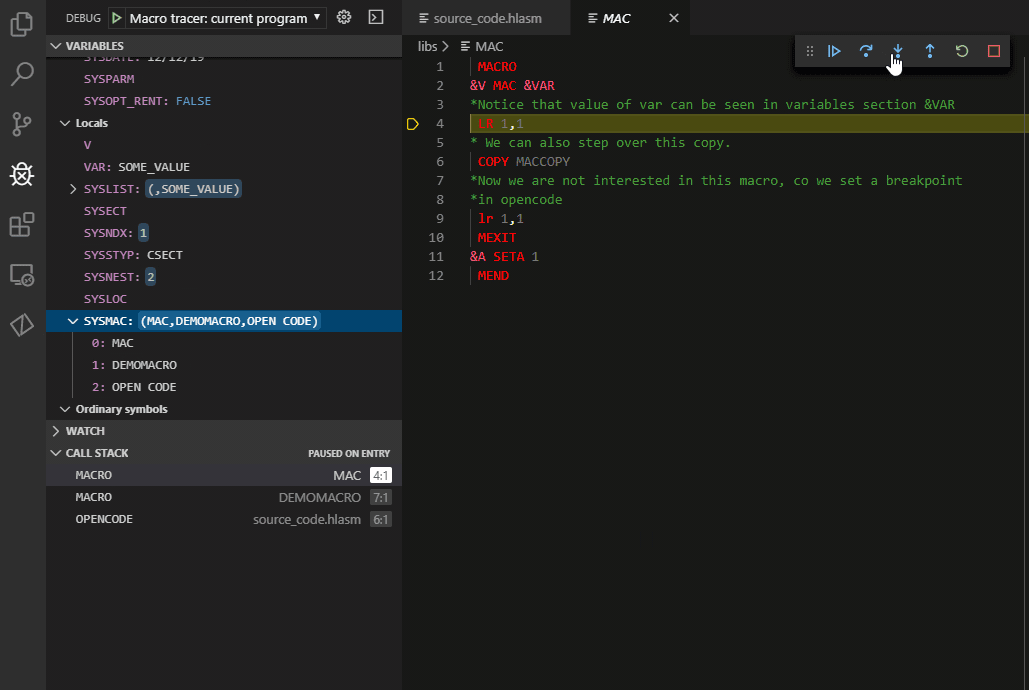 DEBUG Macro tracer: current program
source_code.hlasm MAC
VARIABLES
SYSDATE: 12/12/19
SYSPARM
SYSOPT_RENT: FALSE
Locals
V
VAR: SOME_VALUE
SYSLIST: (,SOME_VALUE)
SYSECT
SYSNDX: 1
SYSSTYP: CSECT
SYSNEST: 2
SYSLOC
SYSMAC: (MAC,DEMOMACRO,OPEN CODE)
0: MAC
1: DEMOMACRO
2: OPEN CODE
Ordinary symbols
WATCH
CALL STACK PAUSED ON ENTRY
MACRO MAC 4:1
MACRO DEMOMACRO 7:1
OPENCODE source_code.hlasm 6:1
libs > MAC
1 MACRO
2 &V MAC &VAR
3 *Notice that value of var can be seen in variables section &VAR
4 LR 1,1
5 * We can also step over this copy.
6 COPY MACCOPY
7 *Now we are not interested in this macro, co we set a breakpoint
8 *in opencode
9 lr 1,1
10 MEXIT
11 &A SETA 1
12 MEND